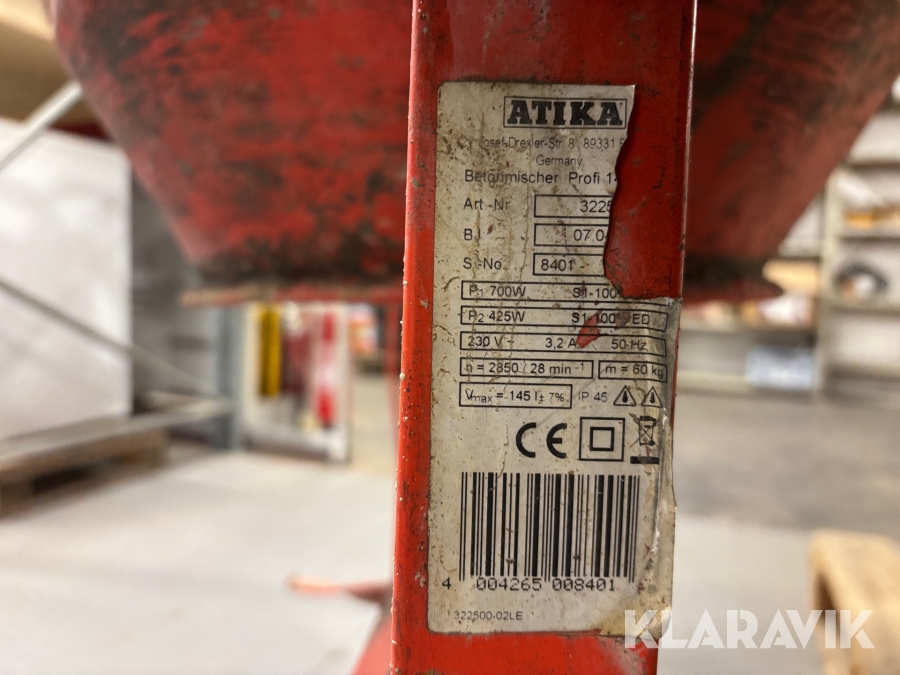 ATIKA
Josef-Drexler-Str. 8 89331
Germany
Betonmischer Profi
Art.-Nr.
3225
07.0
S.-No.
8401 -
P1 700W S1-100
P2 425W S1-100% ED
230 V ~ 3,2 A 50 Hz
n = 2850 / 28 min-1 m = 60 kg
Vmax = 145 l ± 7% IP 45
CE
4 004265 008401
322500-02LE
KLARAVIK